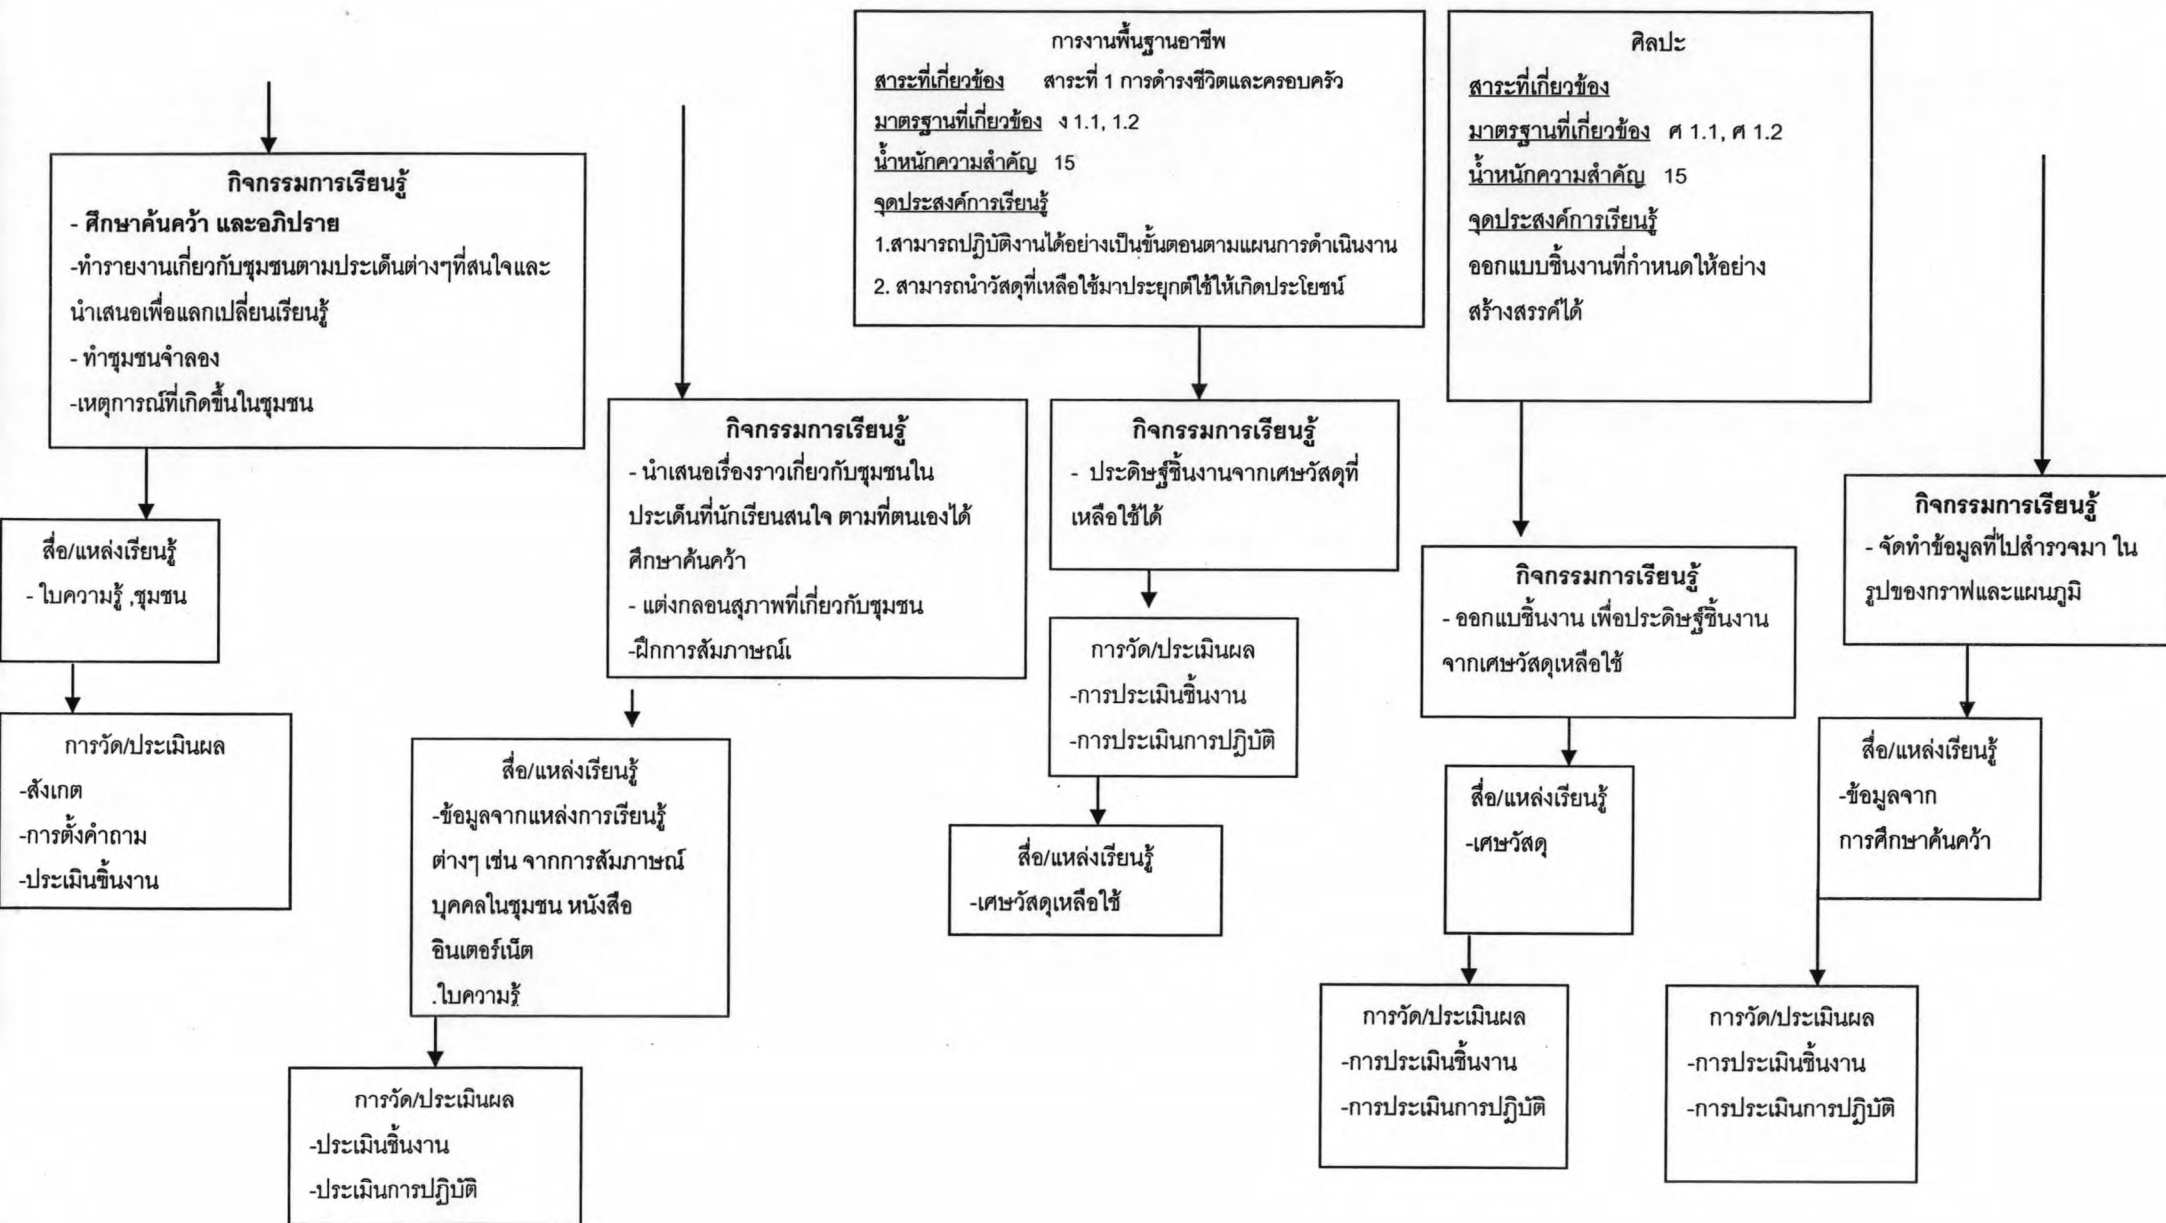 กิจกรรมการเรียนรู้
- ศึกษาค้นคว้า และอภิปราย
-ทำรายงานเกี่ยวกับชุมชนตามประเด็นต่างๆที่สนใจและ
นำเสนอเพื่อแลกเปลี่ยนเรียนรู้
- ทำชุมชนจำลอง
-เหตุการณ์ที่เกิดขึ้นในชุมชน
สื่อ/แหล่งเรียนรู้
- ใบความรู้ ,ชุมชน
การวัด/ประเมินผล
-สังเกต
-การตั้งคำถาม
-ประเมินชิ้นงาน
กิจกรรมการเรียนรู้
- นำเสนอเรื่องราวเกี่ยวกับชุมชนใน
ประเด็นที่นักเรียนสนใจ ตามที่ตนเองได้
ศึกษาค้นคว้า
- แต่งกลอนสุภาพที่เกี่ยวกับชุมชน
-ฝึกการสัมภาษณ์เ
สื่อ/แหล่งเรียนรู้
-ข้อมูลจากแหล่งการเรียนรู้
ต่างๆ เช่น จากการสัมภาษณ์
บุคคลในชุมชน หนังสือ
อินเตอร์เน็ต
.ใบความรู้
การวัด/ประเมินผล
-ประเมินชิ้นงาน
-ประเมินการปฏิบัติ
การงานพื้นฐานอาชีพ
สาระที่เกี่ยวข้อง สาระที่ 1 การดำรงชีวิตและครอบครัว
มาตรฐานที่เกี่ยวข้อง ง 1.1, 1.2
น้ำหนักความสำคัญ 15
จุดประสงค์การเรียนรู้
1.สามารถปฏิบัติงานได้อย่างเป็นขั้นตอนตามแผนการดำเนินงาน
2. สามารถนำวัสดุที่เหลือใช้มาประยุกต์ใช้ให้เกิดประโยชน์
กิจกรรมการเรียนรู้
- ประดิษฐ์ชิ้นงานจากเศษวัสดุที่
เหลือใช้ได้
การวัด/ประเมินผล
-การประเมินชิ้นงาน
-การประเมินการปฏิบัติ
สื่อ/แหล่งเรียนรู้
-เศษวัสดุเหลือใช้
ศิลปะ
สาระที่เกี่ยวข้อง
มาตรฐานที่เกี่ยวข้อง ศ 1.1, ศ 1.2
น้ำหนักความสำคัญ 15
จุดประสงค์การเรียนรู้
ออกแบบชิ้นงานที่กำหนดให้อย่าง
สร้างสรรค์ได้
กิจกรรมการเรียนรู้
- ออกแบชิ้นงาน เพื่อประดิษฐ์ชิ้นงาน
จากเศษวัสดุเหลือใช้
สื่อ/แหล่งเรียนรู้
-เศษวัสดุ
การวัด/ประเมินผล
-การประเมินชิ้นงาน
-การประเมินการปฏิบัติ
กิจกรรมการเรียนรู้
- จัดทำข้อมูลที่ไปสำรวจมา ใน
รูปของกราฟและแผนภูมิ
สื่อ/แหล่งเรียนรู้
-ข้อมูลจาก
การศึกษาค้นคว้า
การวัด/ประเมินผล
-การประเมินชิ้นงาน
-การประเมินการปฏิบัติ